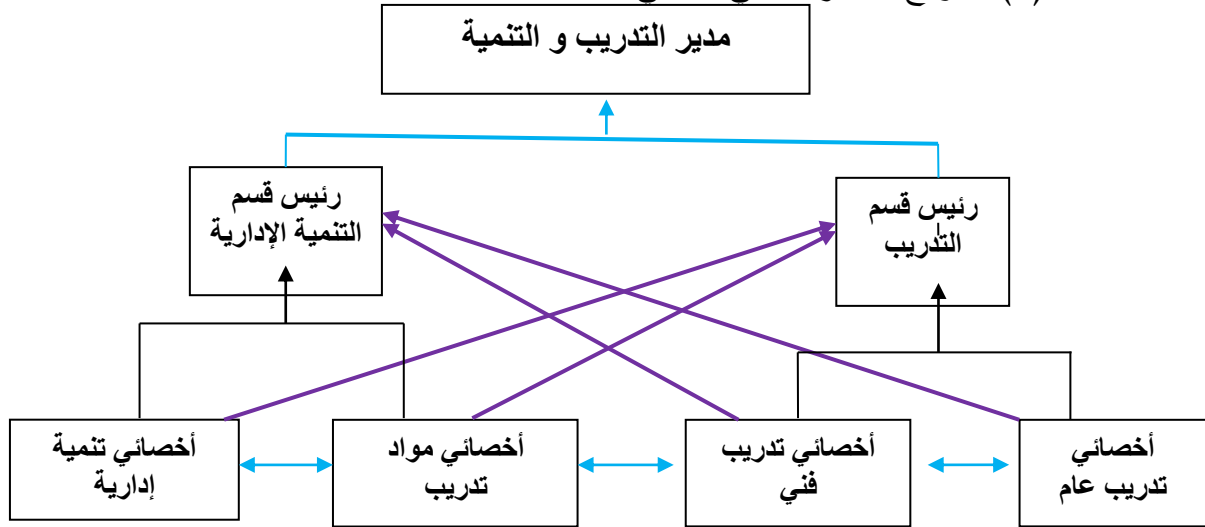 مدير التدريب و التنمية
رئيس قسم
التدريب
رئيس قسم
التنمية الإدارية
أخصائي
تدريب عام
أخصائي تدريب
فني
أخصائي مواد
تدريب
أخصائي تنمية
إدارية